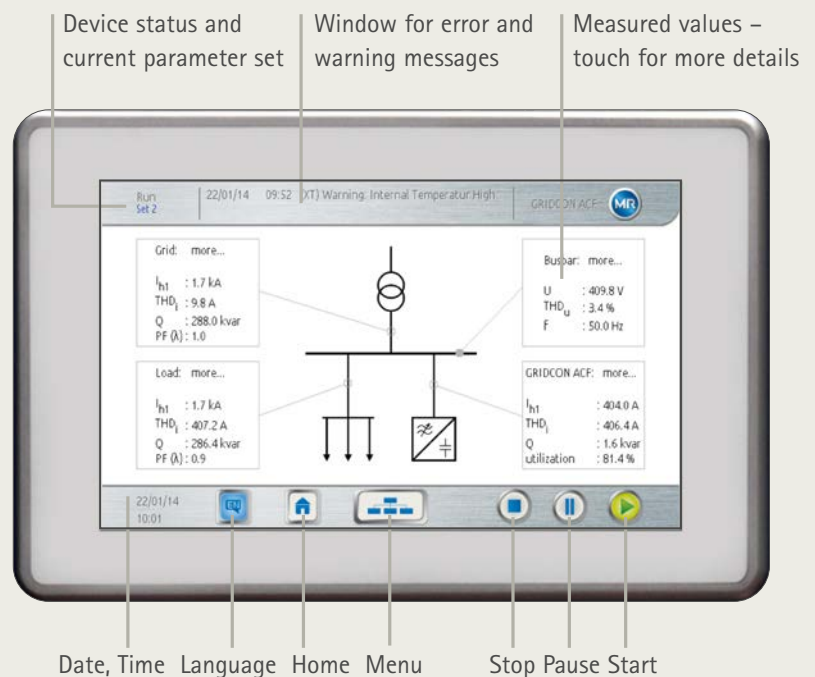 Device status and
current parameter set
Window for error and
warning messages
Measured values –
touch for more details
Run
Set 2
22/01/14 09:52 (XT) Warning: Internal Temperatur High
GRIDCON ACF
MR
Grid: more...
Ih1 : 1.7 kA
THDi : 9.8 A
Q : 288.0 kvar
PF (λ) : 1.0
Busbar: more...
U : 409.8 V
THDu : 3.4 %
F : 50.0 Hz
Load: more...
Ih1 : 1.7 kA
THDi : 407.2 A
Q : 286.4 kvar
PF (λ) : 0.9
GRIDCON ACF: more...
Ih1 : 404.0 A
THDi : 406.4 A
Q : 1.6 kvar
utilization : 81.4 %
22/01/14
10:01
EN
Date, Time Language Home Menu Stop Pause Start